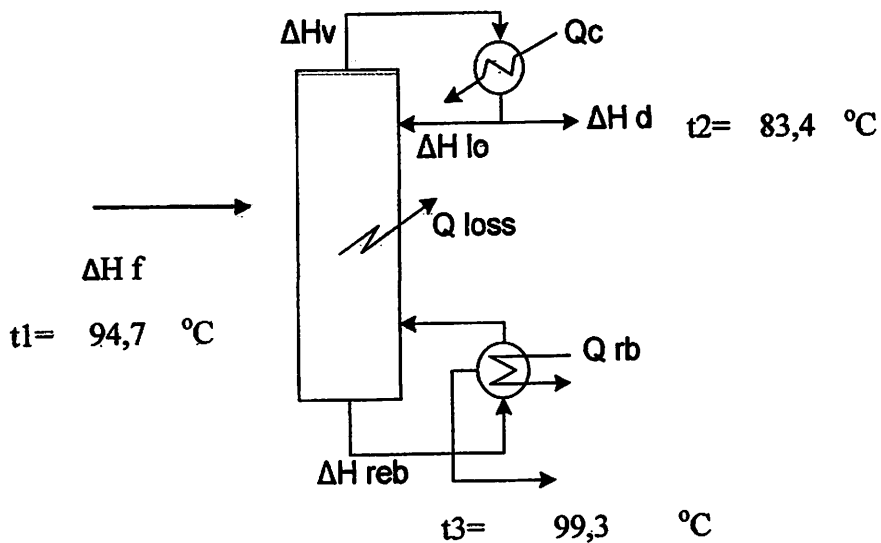 ΔHv
Qc
ΔH lo
ΔH d t2= 83,4 °C
Q loss
ΔH f
t1= 94,7 °C
Q rb
ΔH reb
t3= 99,3 °C